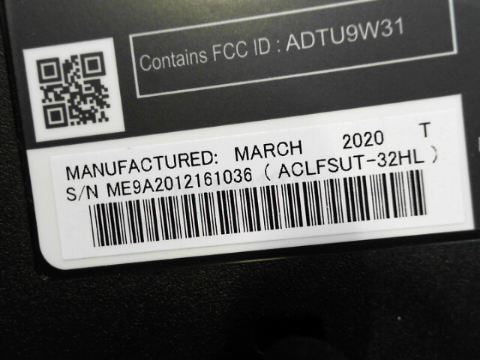 Contains FCC ID : ADTU9W31
MANUFACTURED: MARCH 2020 T
S/N ME9A2012161036 ( ACLFSUT-32HL )